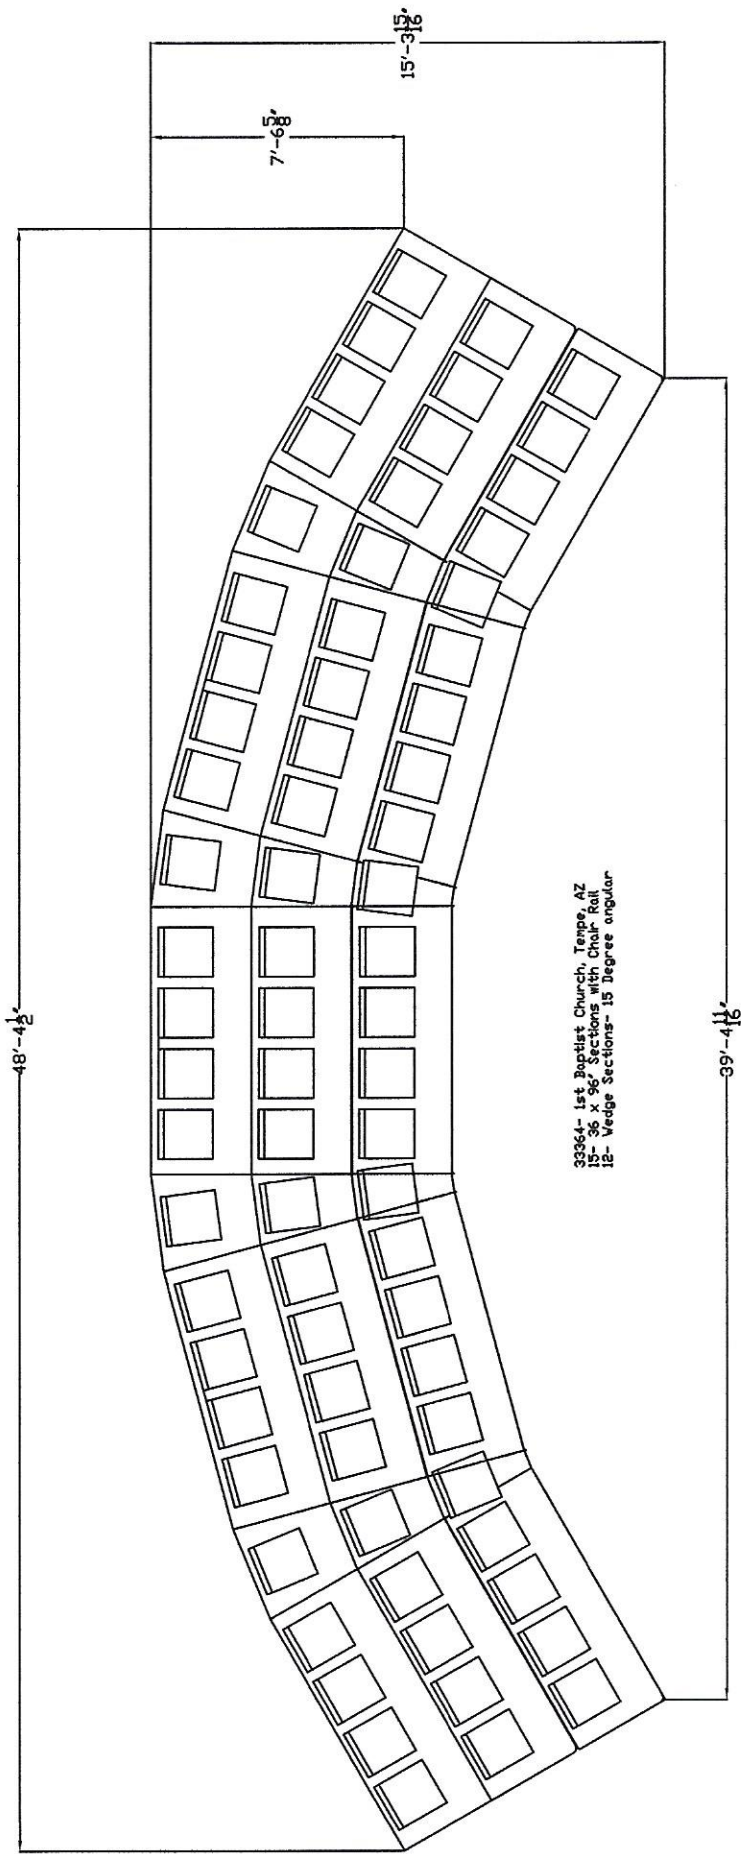 48'-4 1/2"
7'-6 5/8"
15'-3 15/16"
33364- 1st Baptist Church, Tempe, AZ
15- 36 x 96" Sections with Chair Rail
12- Wedge Sections- 15 Degree angular
39'-4 11/16"